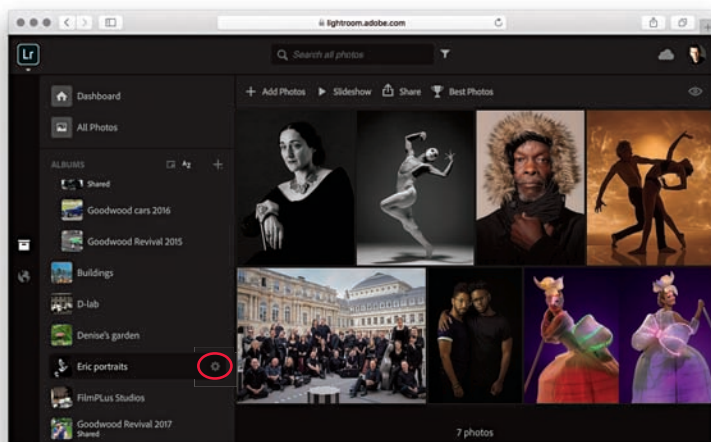 lightroom.adobe.com
Lr
Search all photos
Dashboard
All Photos
Add Photos
Slideshow
Share
Best Photos
ALBUMS
Shared
Goodwood cars 2016
Goodwood Revival 2015
Buildings
D-lab
Denise's garden
Eric portraits
FilmPLus Studios
Goodwood Revival 2017
Shared
7 photos